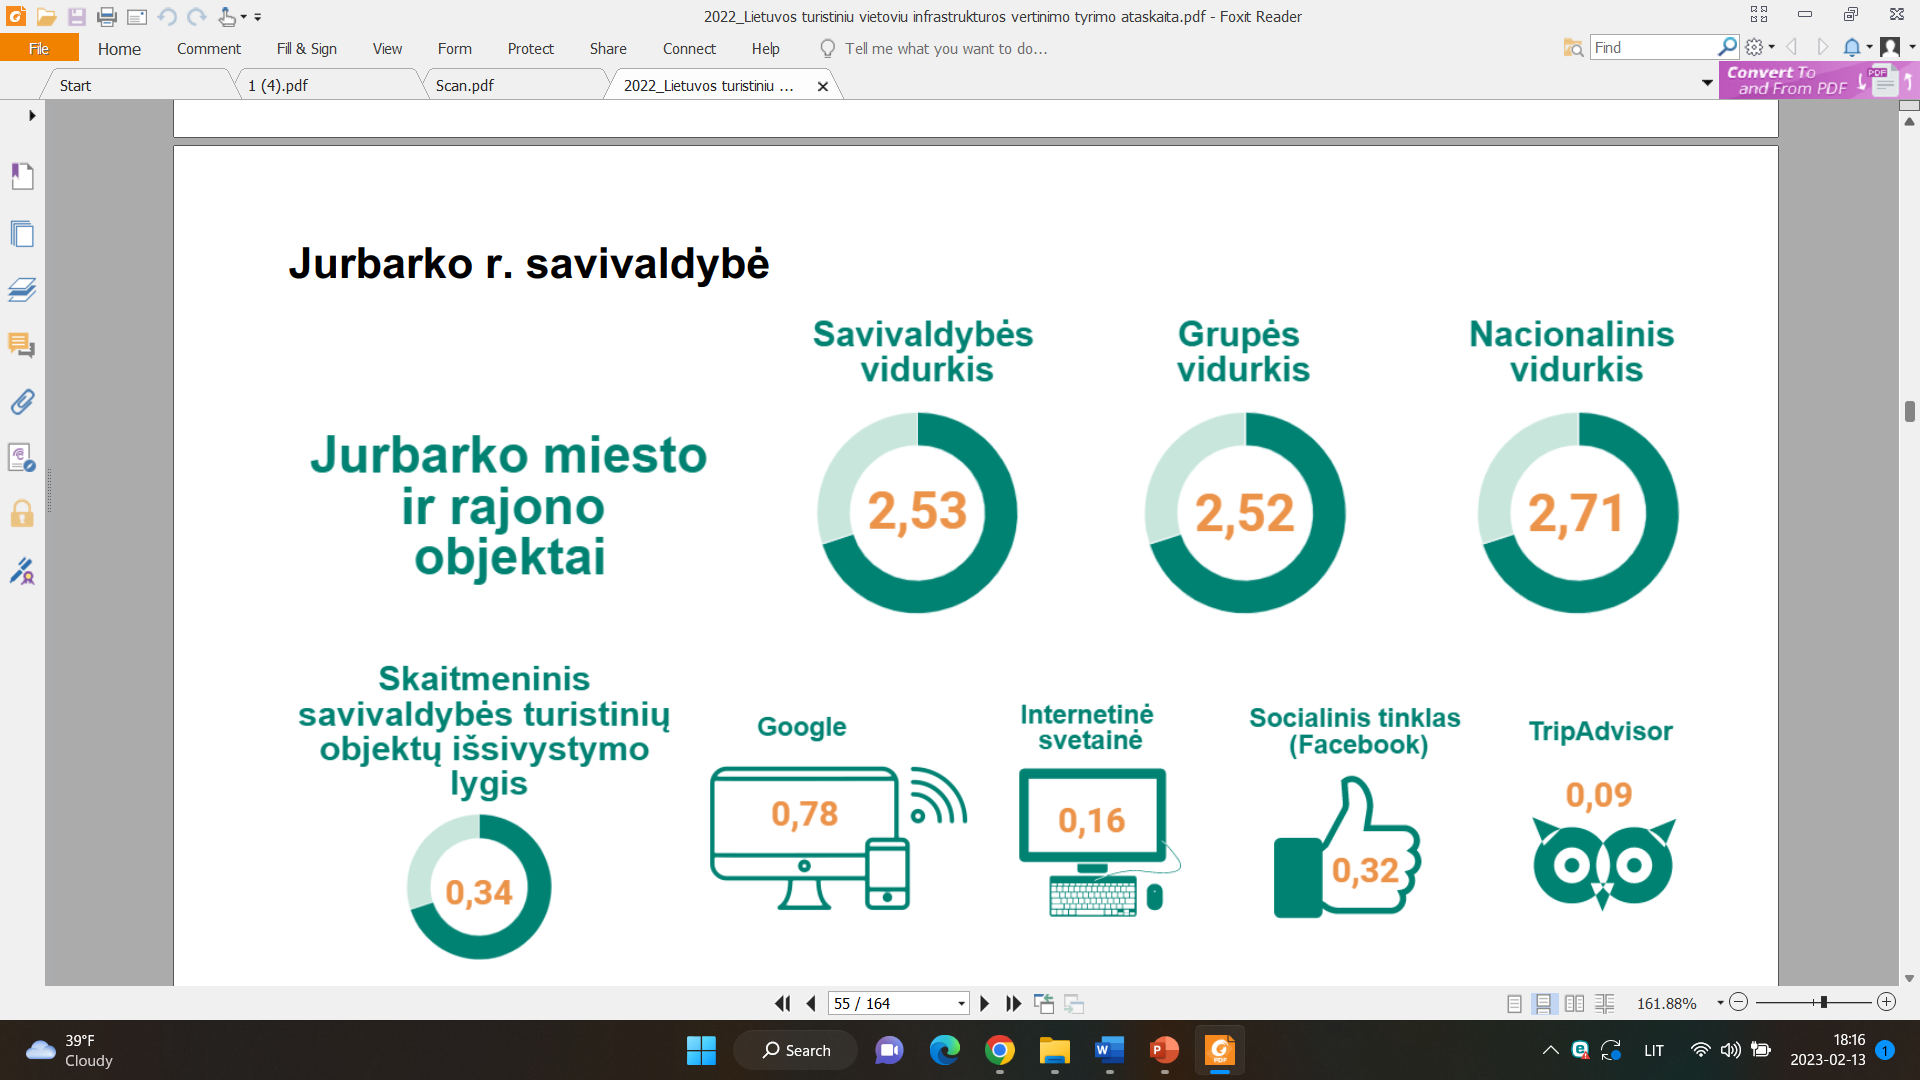 2022_Lietuvos turistiniu vietoviu infrastrukturos vertinimo tyrimo ataskaita.pdf - Foxit Reader
File
Home
Comment
Fill & Sign
View
Form
Protect
Share
Connect
Help
Tell me what you want to do...
Find
Start
1 (4).pdf
Scan.pdf
2022_Lietuvos turistiniu ...
Convert To
and From PDF
PDF
Jurbarko r. savivaldybė
Savivaldybės
vidurkis
Grupės
vidurkis
Nacionalinis
vidurkis
Jurbarko miesto
ir rajono
objektai
2,53
2,52
2,71
Skaitmeninis
savivaldybės turistinių
objektų išsivystymo
lygis
0,34
Google
0,78
Internetinė
svetainė
0,16
Socialinis tinklas
(Facebook)
0,32
TripAdvisor
0,09
55 / 164
161.88%
39°F
Cloudy
Search
LIT
18:16
2023-02-13
1